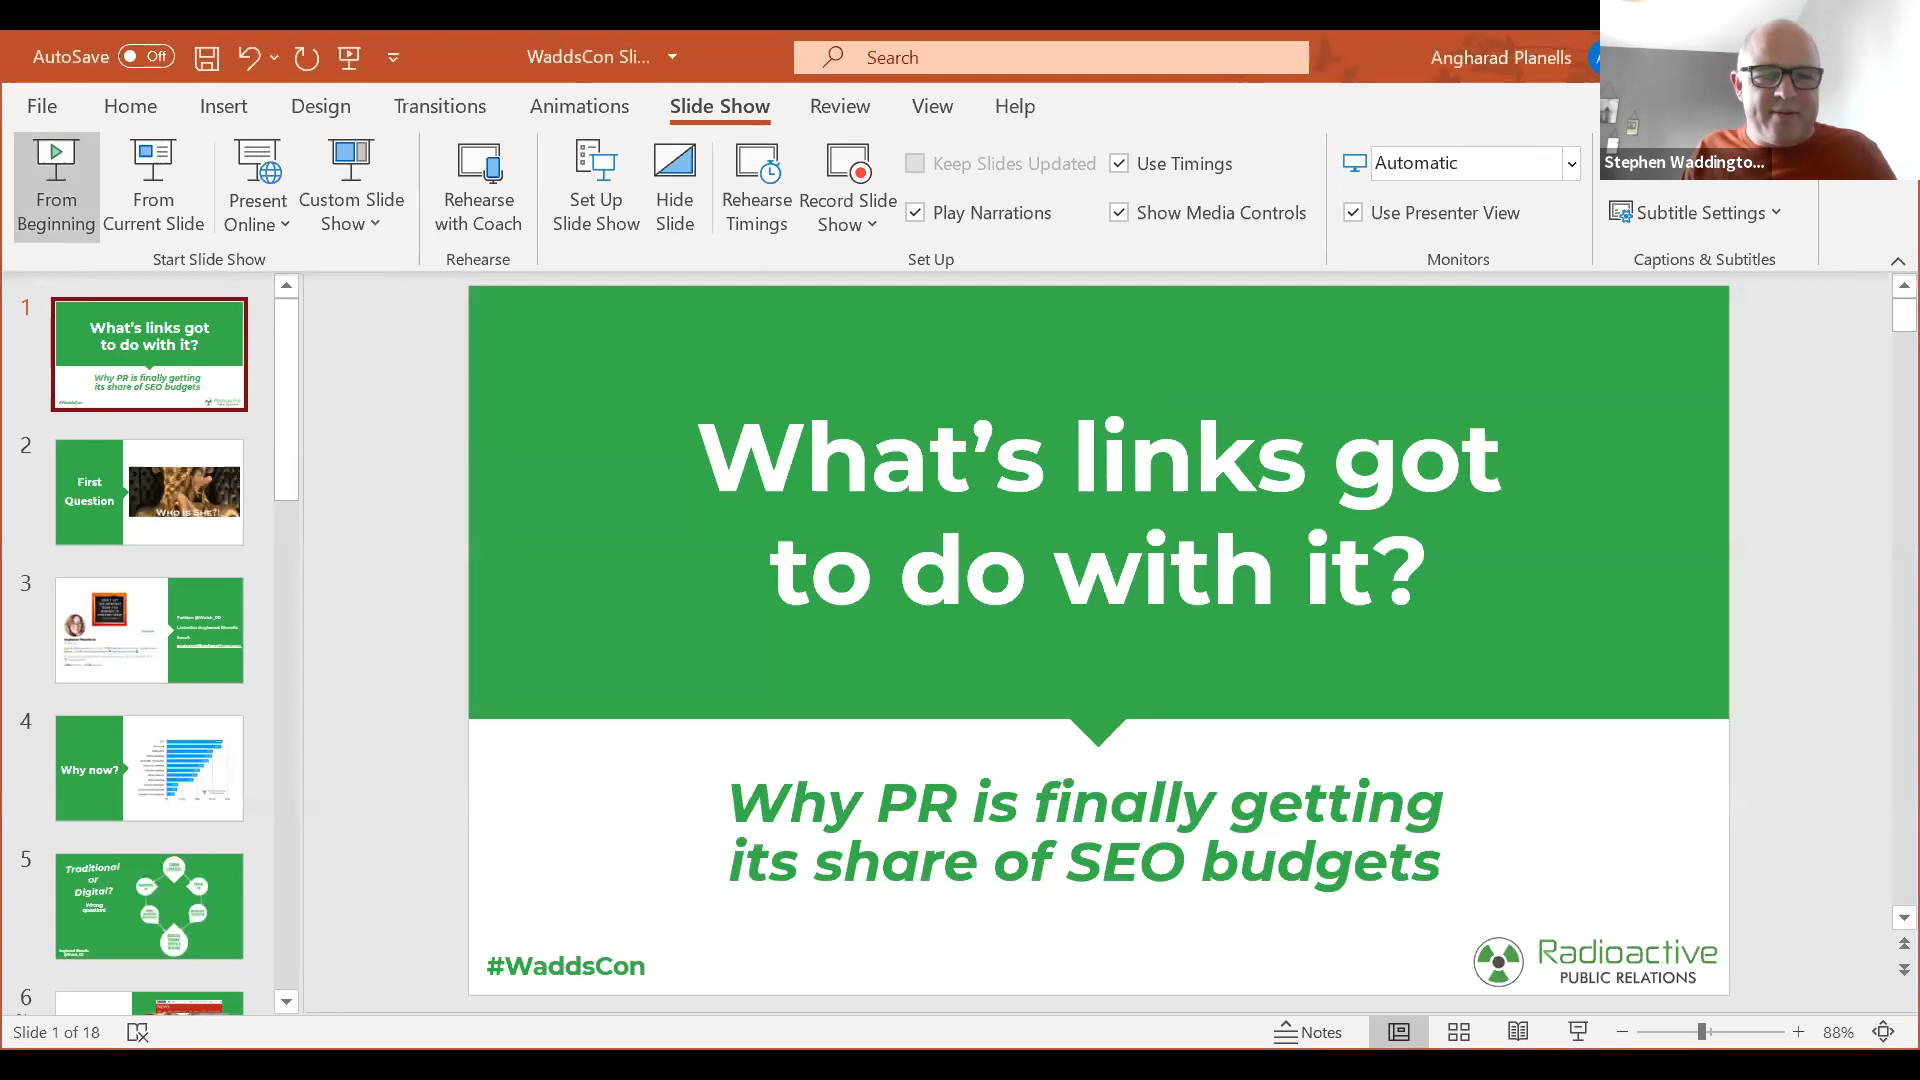 AutoSave Off
WaddsCon Sli...
Search
Angharad Planells
File Home Insert Design Transitions Animations Slide Show Review View Help
From Beginning
From Current Slide
Present Online
Custom Slide Show
Start Slide Show
Rehearse with Coach
Rehearse
Set Up Slide Show
Hide Slide
Rehearse Timings
Record Slide Show
Keep Slides Updated
Play Narrations
Use Timings
Show Media Controls
Set Up
Automatic
Use Presenter View
Monitors
Subtitle Settings
Captions & Subtitles
Stephen Waddingto...
1
What's links got
to do with it?
Why PR is finally getting
its share of SEO budgets
#WaddsCon
2
First
Question
WHO IS SHE?!
3
4
Why now?
5
Traditional
or
Digital?
Wrong
question!
6
What's links got
to do with it?
Why PR is finally getting
its share of SEO budgets
#WaddsCon
Radioactive
PUBLIC RELATIONS
Slide 1 of 18
Notes
88%